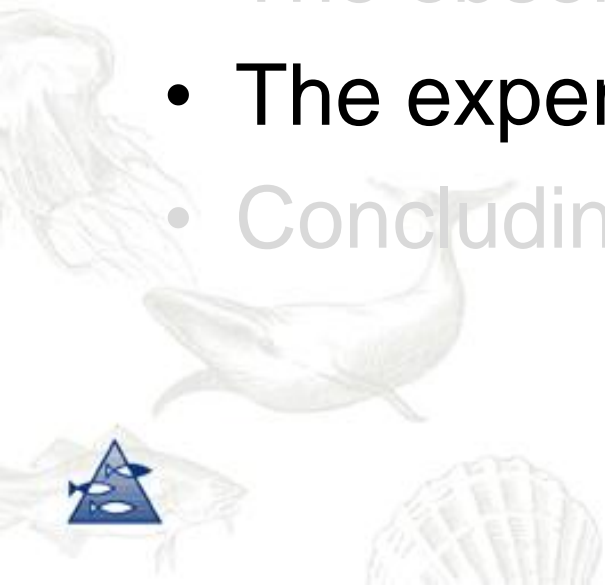 • The exper
• Concludin